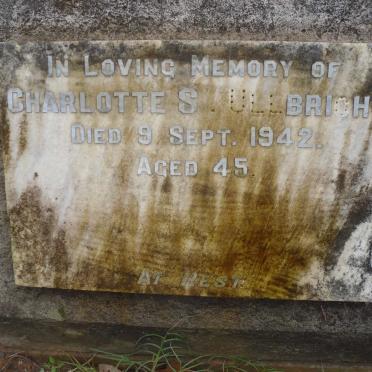 In Loving Memory of
Charlotte S
Died 9 Sept. 1942.
Aged 45
At Rest